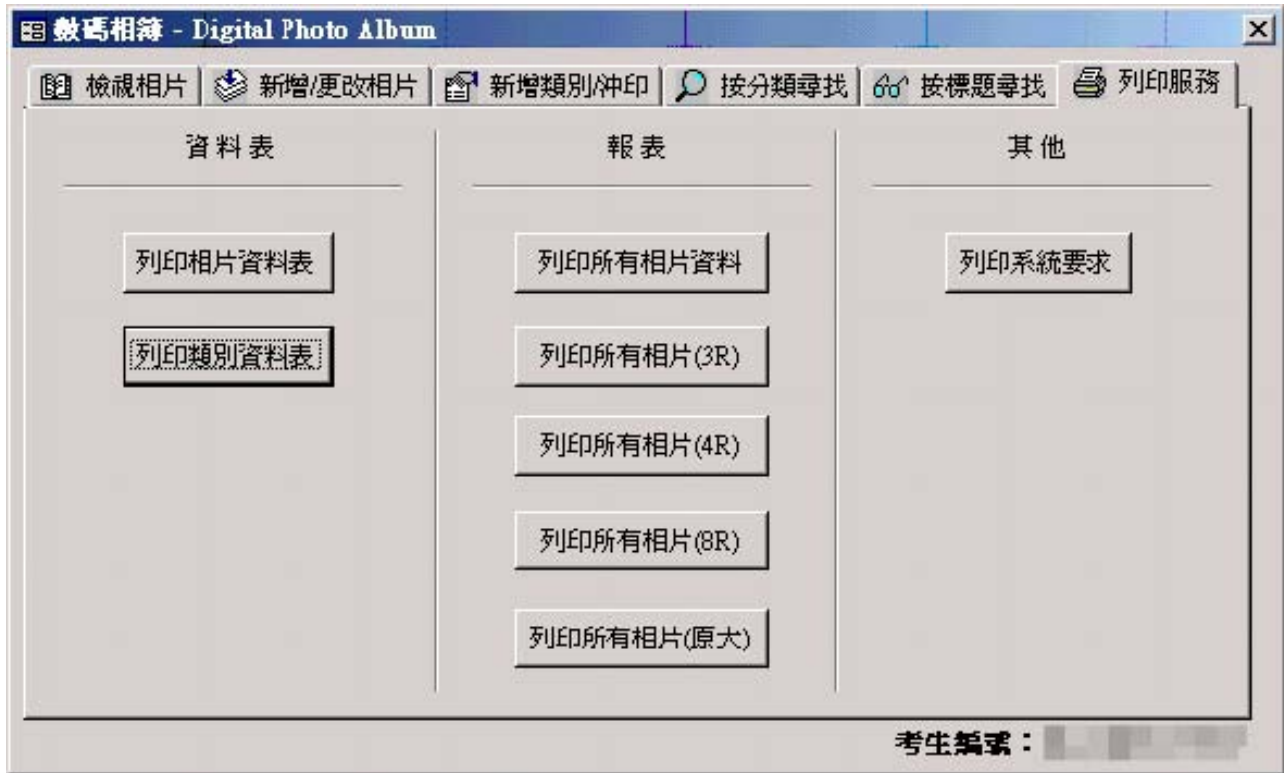 數碼相簿 - Digital Photo Album
檢視相片 新增/更改相片 新增類別/沖印 按分類尋找 按標題尋找 列印服務
資料表 報表 其他
列印相片資料表 列印所有相片資料 列印系統要求
列印類別資料表 列印所有相片(3R)
列印所有相片(4R)
列印所有相片(8R)
列印所有相片(原大)
考生編號：